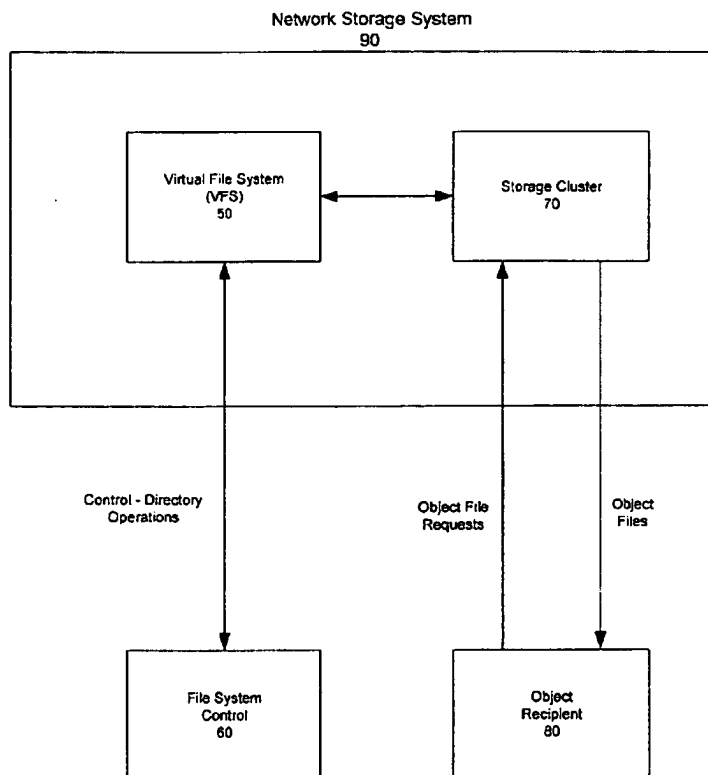 Network Storage System
90
Virtual File System
(VFS)
50
Storage Cluster
70
Control - Directory
Operations
Object File
Requests
Object
Files
File System
Control
60
Object
Recipient
80